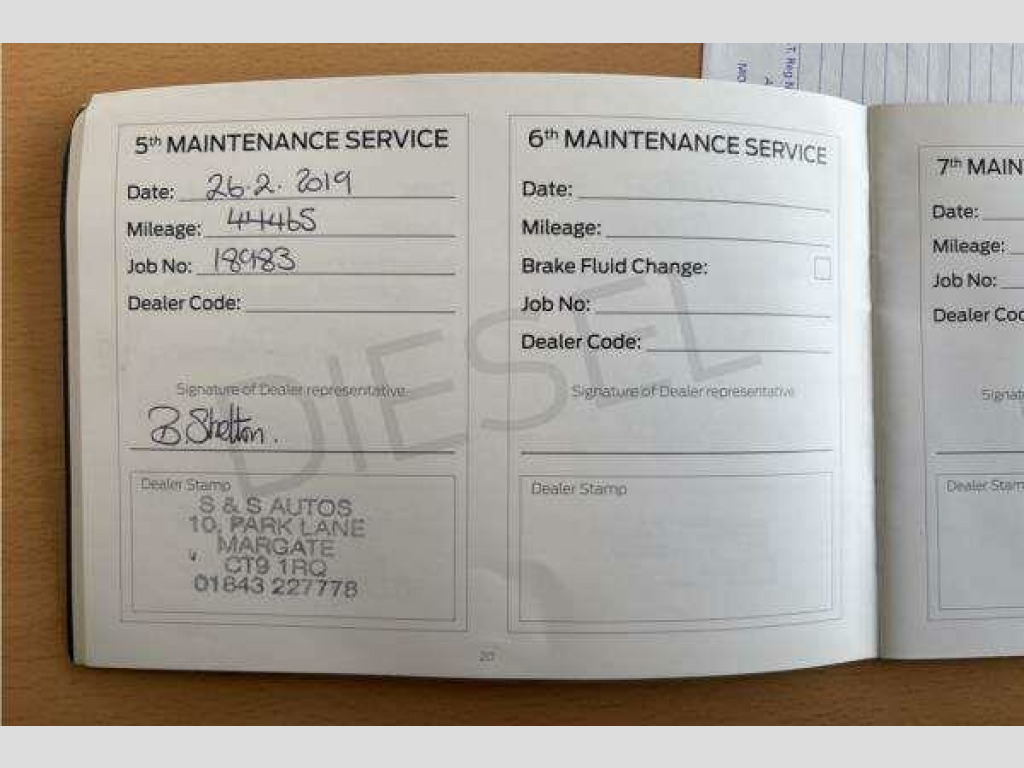 5th MAINTENANCE SERVICE
Date: 26.2.2019
Mileage: 44465
Job No: 18983
Dealer Code:
Signature of Dealer representative
B. Shelton.
Dealer Stamp
S & S AUTOS
10, PARK LANE
MARGATE
CT9 1RQ
01843 227778
6th MAINTENANCE SERVICE
Date:
Mileage:
Brake Fluid Change:
Job No:
Dealer Code:
Signature of Dealer representative
Dealer Stamp
DIESEL
20
7th MAIN
Date:
Mileage:
Job No:
Dealer Cod
Signat
Dealer Stam
T. Reg N
MO